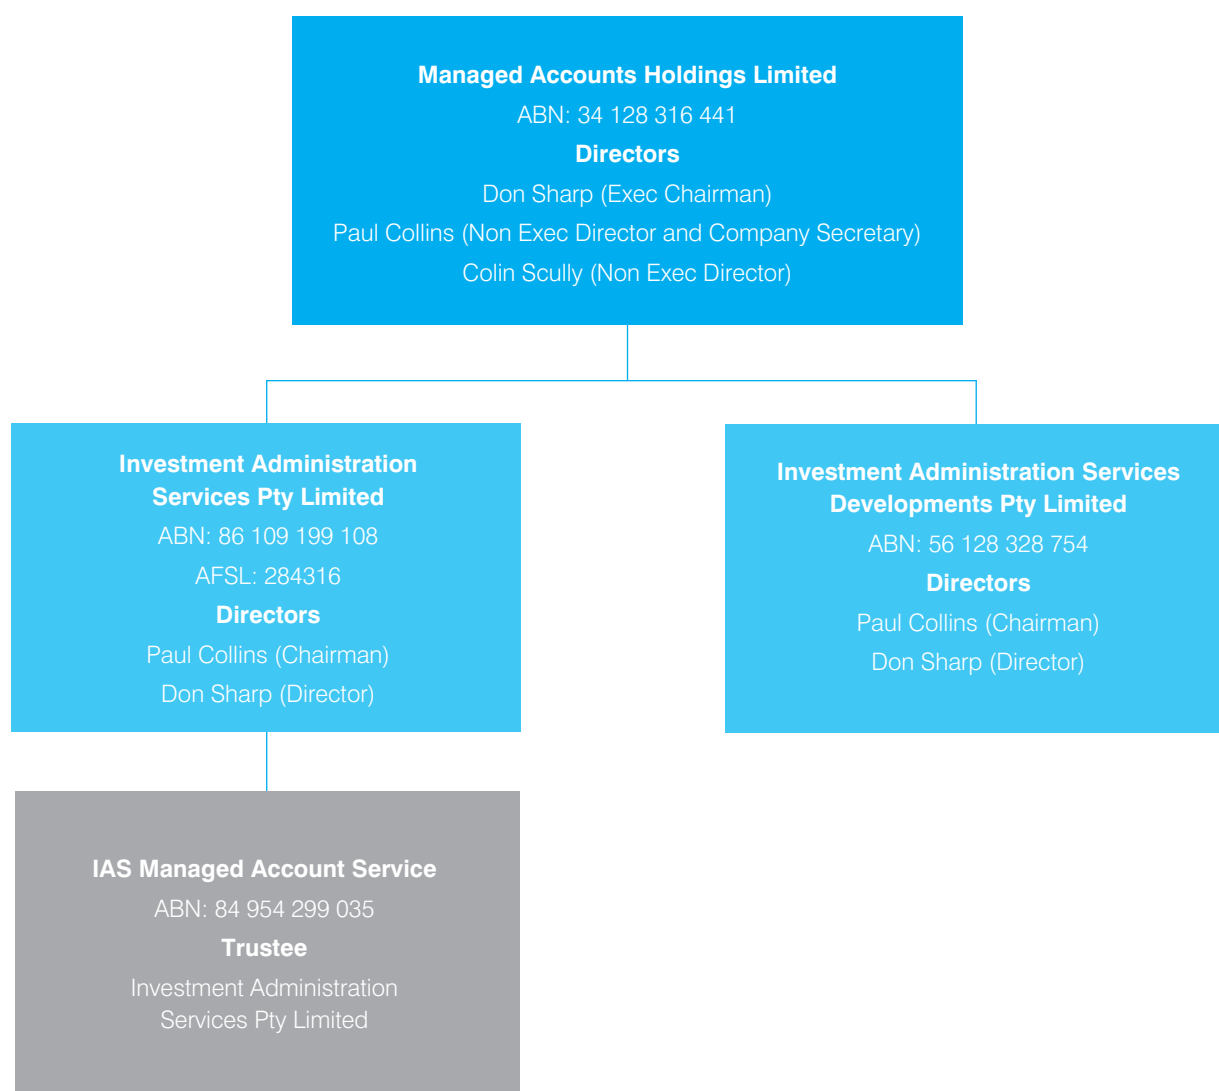 Managed Accounts Holdings Limited
ABN: 34 128 316 441
Directors
Don Sharp (Exec Chairman)
Paul Collins (Non Exec Director and Company Secretary)
Colin Scully (Non Exec Director)
Investment Administration
Services Pty Limited
ABN: 86 109 199 108
AFSL: 284316
Directors
Paul Collins (Chairman)
Don Sharp (Director)
Investment Administration Services
Developments Pty Limited
ABN: 56 128 328 754
Directors
Paul Collins (Chairman)
Don Sharp (Director)
IAS Managed Account Service
ABN: 84 954 299 035
Trustee
Investment Administration
Services Pty Limited